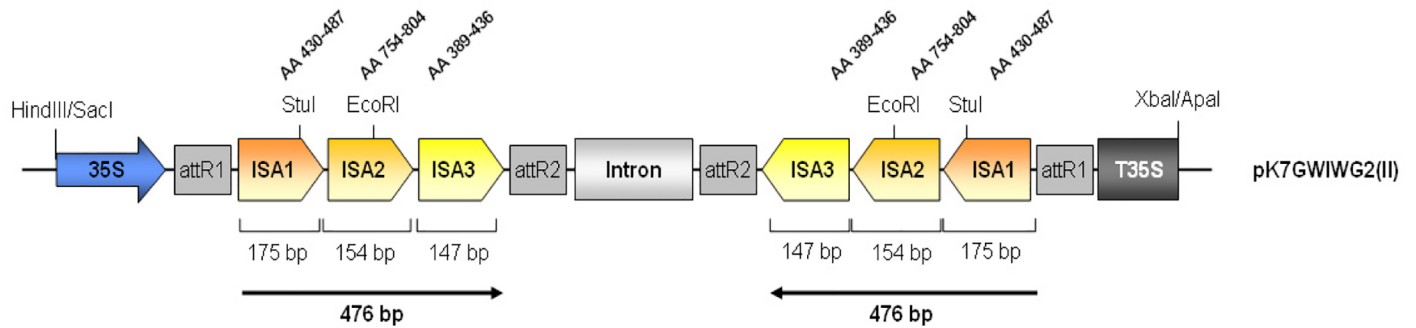 AA 430-487
AA 754-804
AA 389-436
AA 389-436
AA 754-804
AA 430-487
HindIII/SacI
StuI
EcoRI
EcoRI
StuI
XbaI/ApaI
35S
attR1
ISA1
ISA2
ISA3
attR2
Intron
attR2
ISA3
ISA2
ISA1
attR1
T35S
pK7GWIWG2(II)
175 bp
154 bp
147 bp
147 bp
154 bp
175 bp
476 bp
476 bp